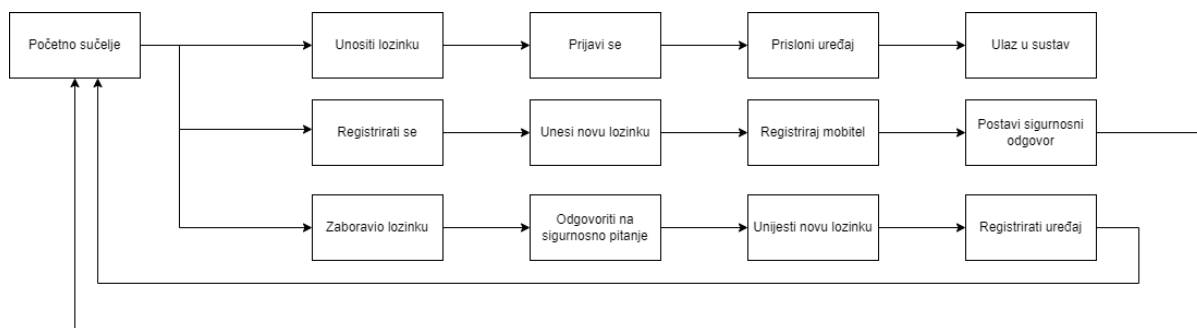 Početno sučelje
Unositi lozinku
Prijavi se
Prisloni uređaj
Ulaz u sustav
Registrirati se
Unesi novu lozinku
Registriraj mobitel
Postavi sigurnosni
odgovor
Zaboravio lozinku
Odgovoriti na
sigurnosno pitanje
Unijesti novu lozinku
Registrirati uređaj